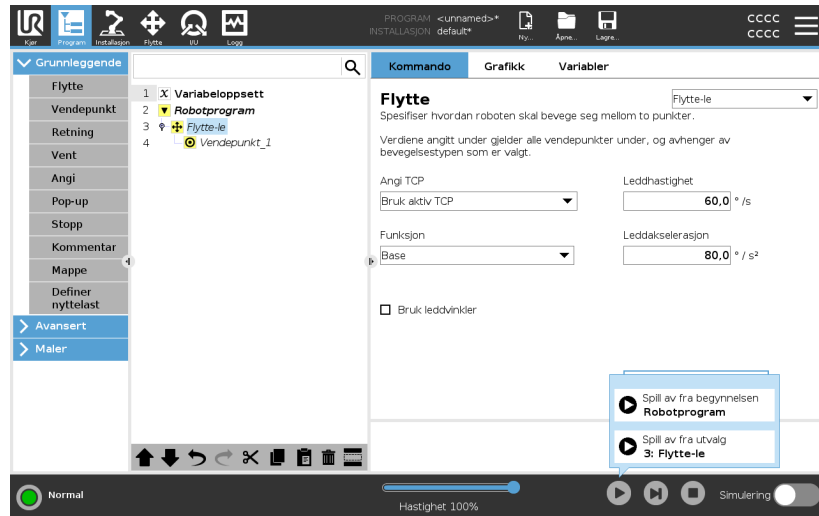 PROGRAM <unnamed>*
INSTALLASJON default*
Ny...
Åpne...
Lagre...
CCCC
CCCC
UR
Kjør
Program
Installasjon
Flytte
I/U
Logg
Grunnleggende
Flytte
Vendepunkt
Retning
Vent
Angi
Pop-up
Stopp
Kommentar
Mappe
Definer
nyttelast
Avansert
Maler
1 X Variabeloppsett
2 Robotprogram
3 Flytte-le
4 Vendepunkt_1
Kommando Grafikk Variabler
Flytte
Flytte-le
Spesifiser hvordan roboten skal bevege seg mellom to punkter.
Verdiene angitt under gjelder alle vendepunkter under, og avhenger av
bevegelsestypen som er valgt.
Angi TCP
Leddhastighet
Bruk aktiv TCP
60,0 ° /s
Funksjon
Leddakselerasjon
Base
80,0 ° / s²
Bruk leddvinkler
Spill av fra begynnelsen
Robotprogram
Spill av fra utvalg
3: Flytte-le
Normal
Hastighet 100%
Simulering